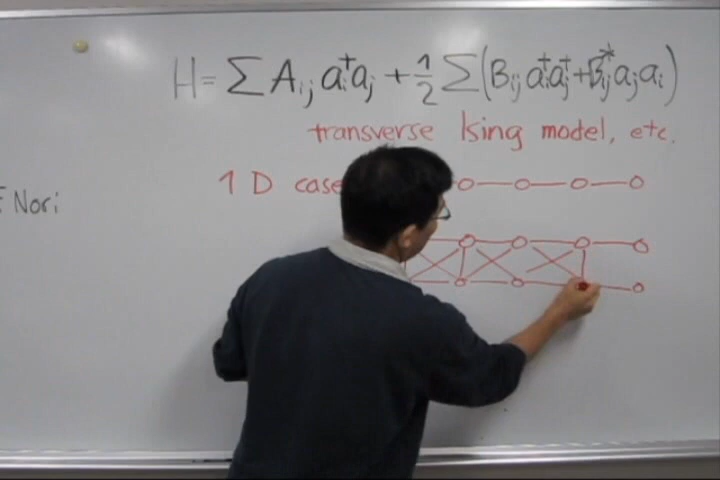 H = Σ A_ij a_i^† a_j + 1/2 Σ (B_ij a_i^† a_j^† + B_ij^* a_j a_i)
transverse Ising model, etc.
1 D case
Nori